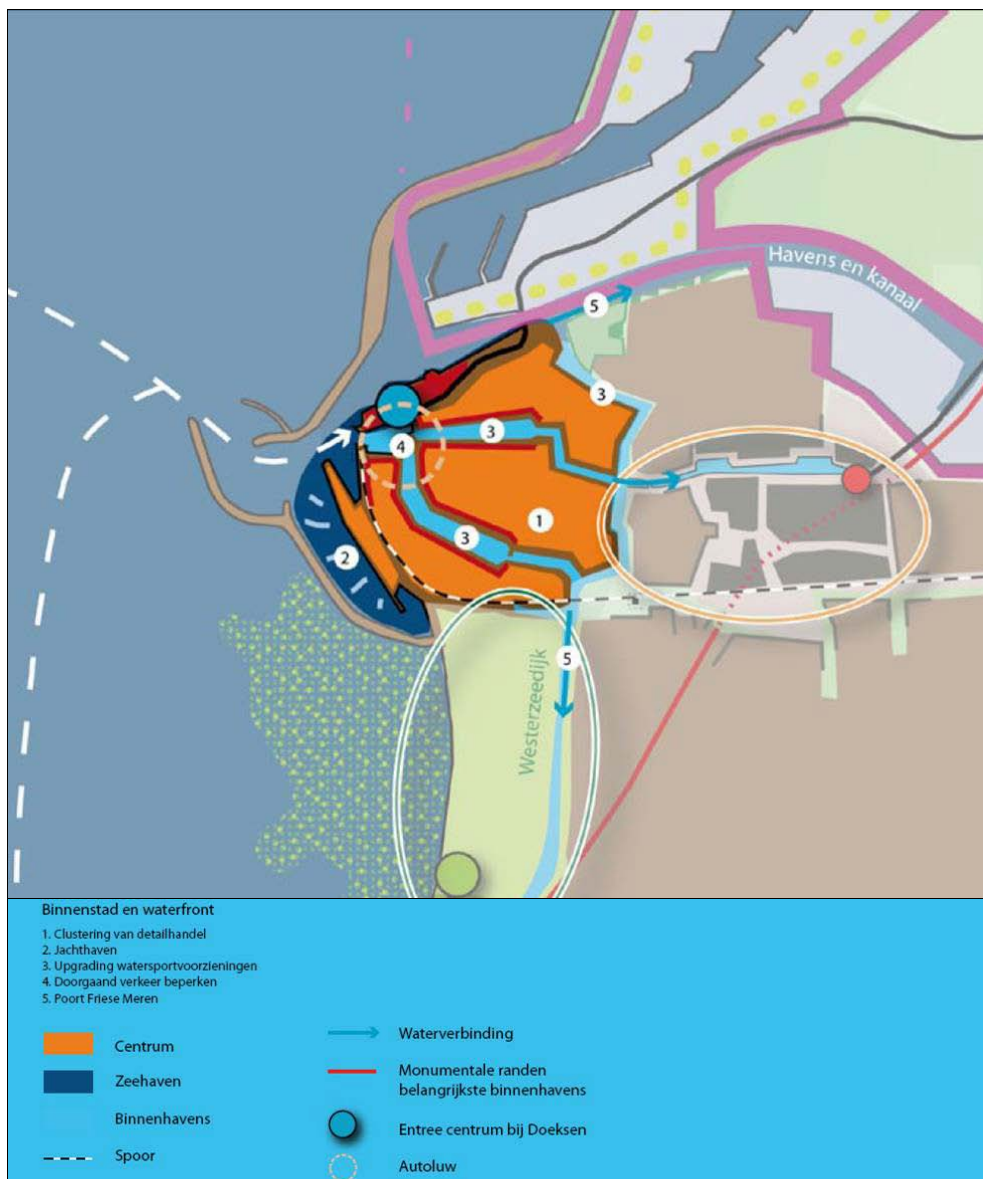 Havens en kanaal
5
3
3
4
1
3
2
5
Westerzeedijk
Binnenstad en waterfront
1. Clustering van detailhandel
2. Jachthaven
3. Upgrading watersportvoorzieningen
4. Doorgaand verkeer beperken
5. Poort Friese Meren
Centrum
Zeehaven
Binnenhavens
Spoor
Waterverbinding
Monumentale randen
belangrijkste binnenhavens
Entree centrum bij Doeksen
Autoluw